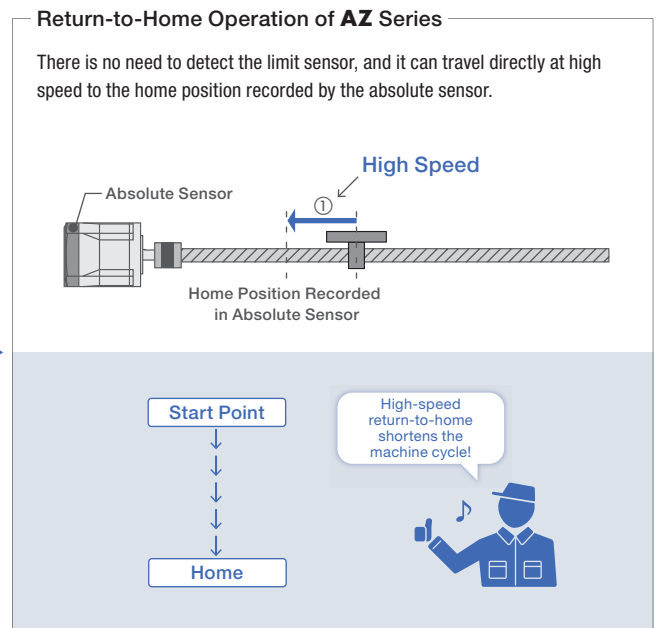 Return-to-Home Operation of AZ Series
There is no need to detect the limit sensor, and it can travel directly at high
speed to the home position recorded by the absolute sensor.
High Speed
Absolute Sensor
①
Home Position Recorded
in Absolute Sensor
Start Point
High-speed
return-to-home
shortens the
machine cycle!
Home